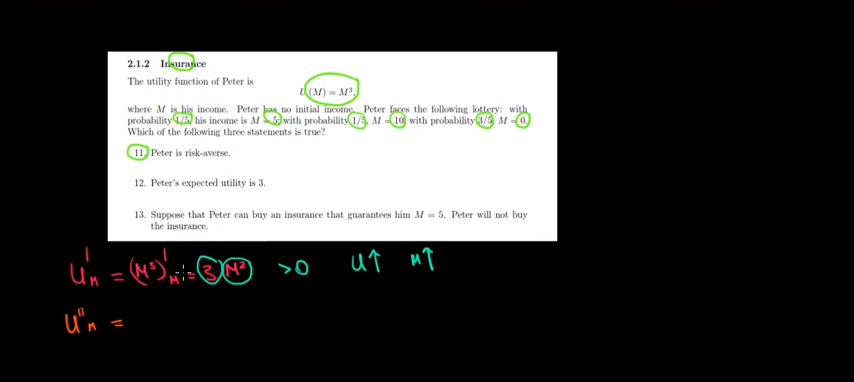 2.1.2 Insurance
The utility function of Peter is
U(M) = M³,
where M is his income. Peter has no initial income. Peter faces the following lottery: with
probability 1/5, his income is M = 5; with probability 1/5, M = 10 with probability 3/5, M = 0.
Which of the following three statements is true?
11. Peter is risk-averse.
12. Peter's expected utility is 3.
13. Suppose that Peter can buy an insurance that guarantees him M = 5. Peter will not buy
the insurance.
U'M = (M³)'M = 3 M² >0 U↑ M↑
U''M =